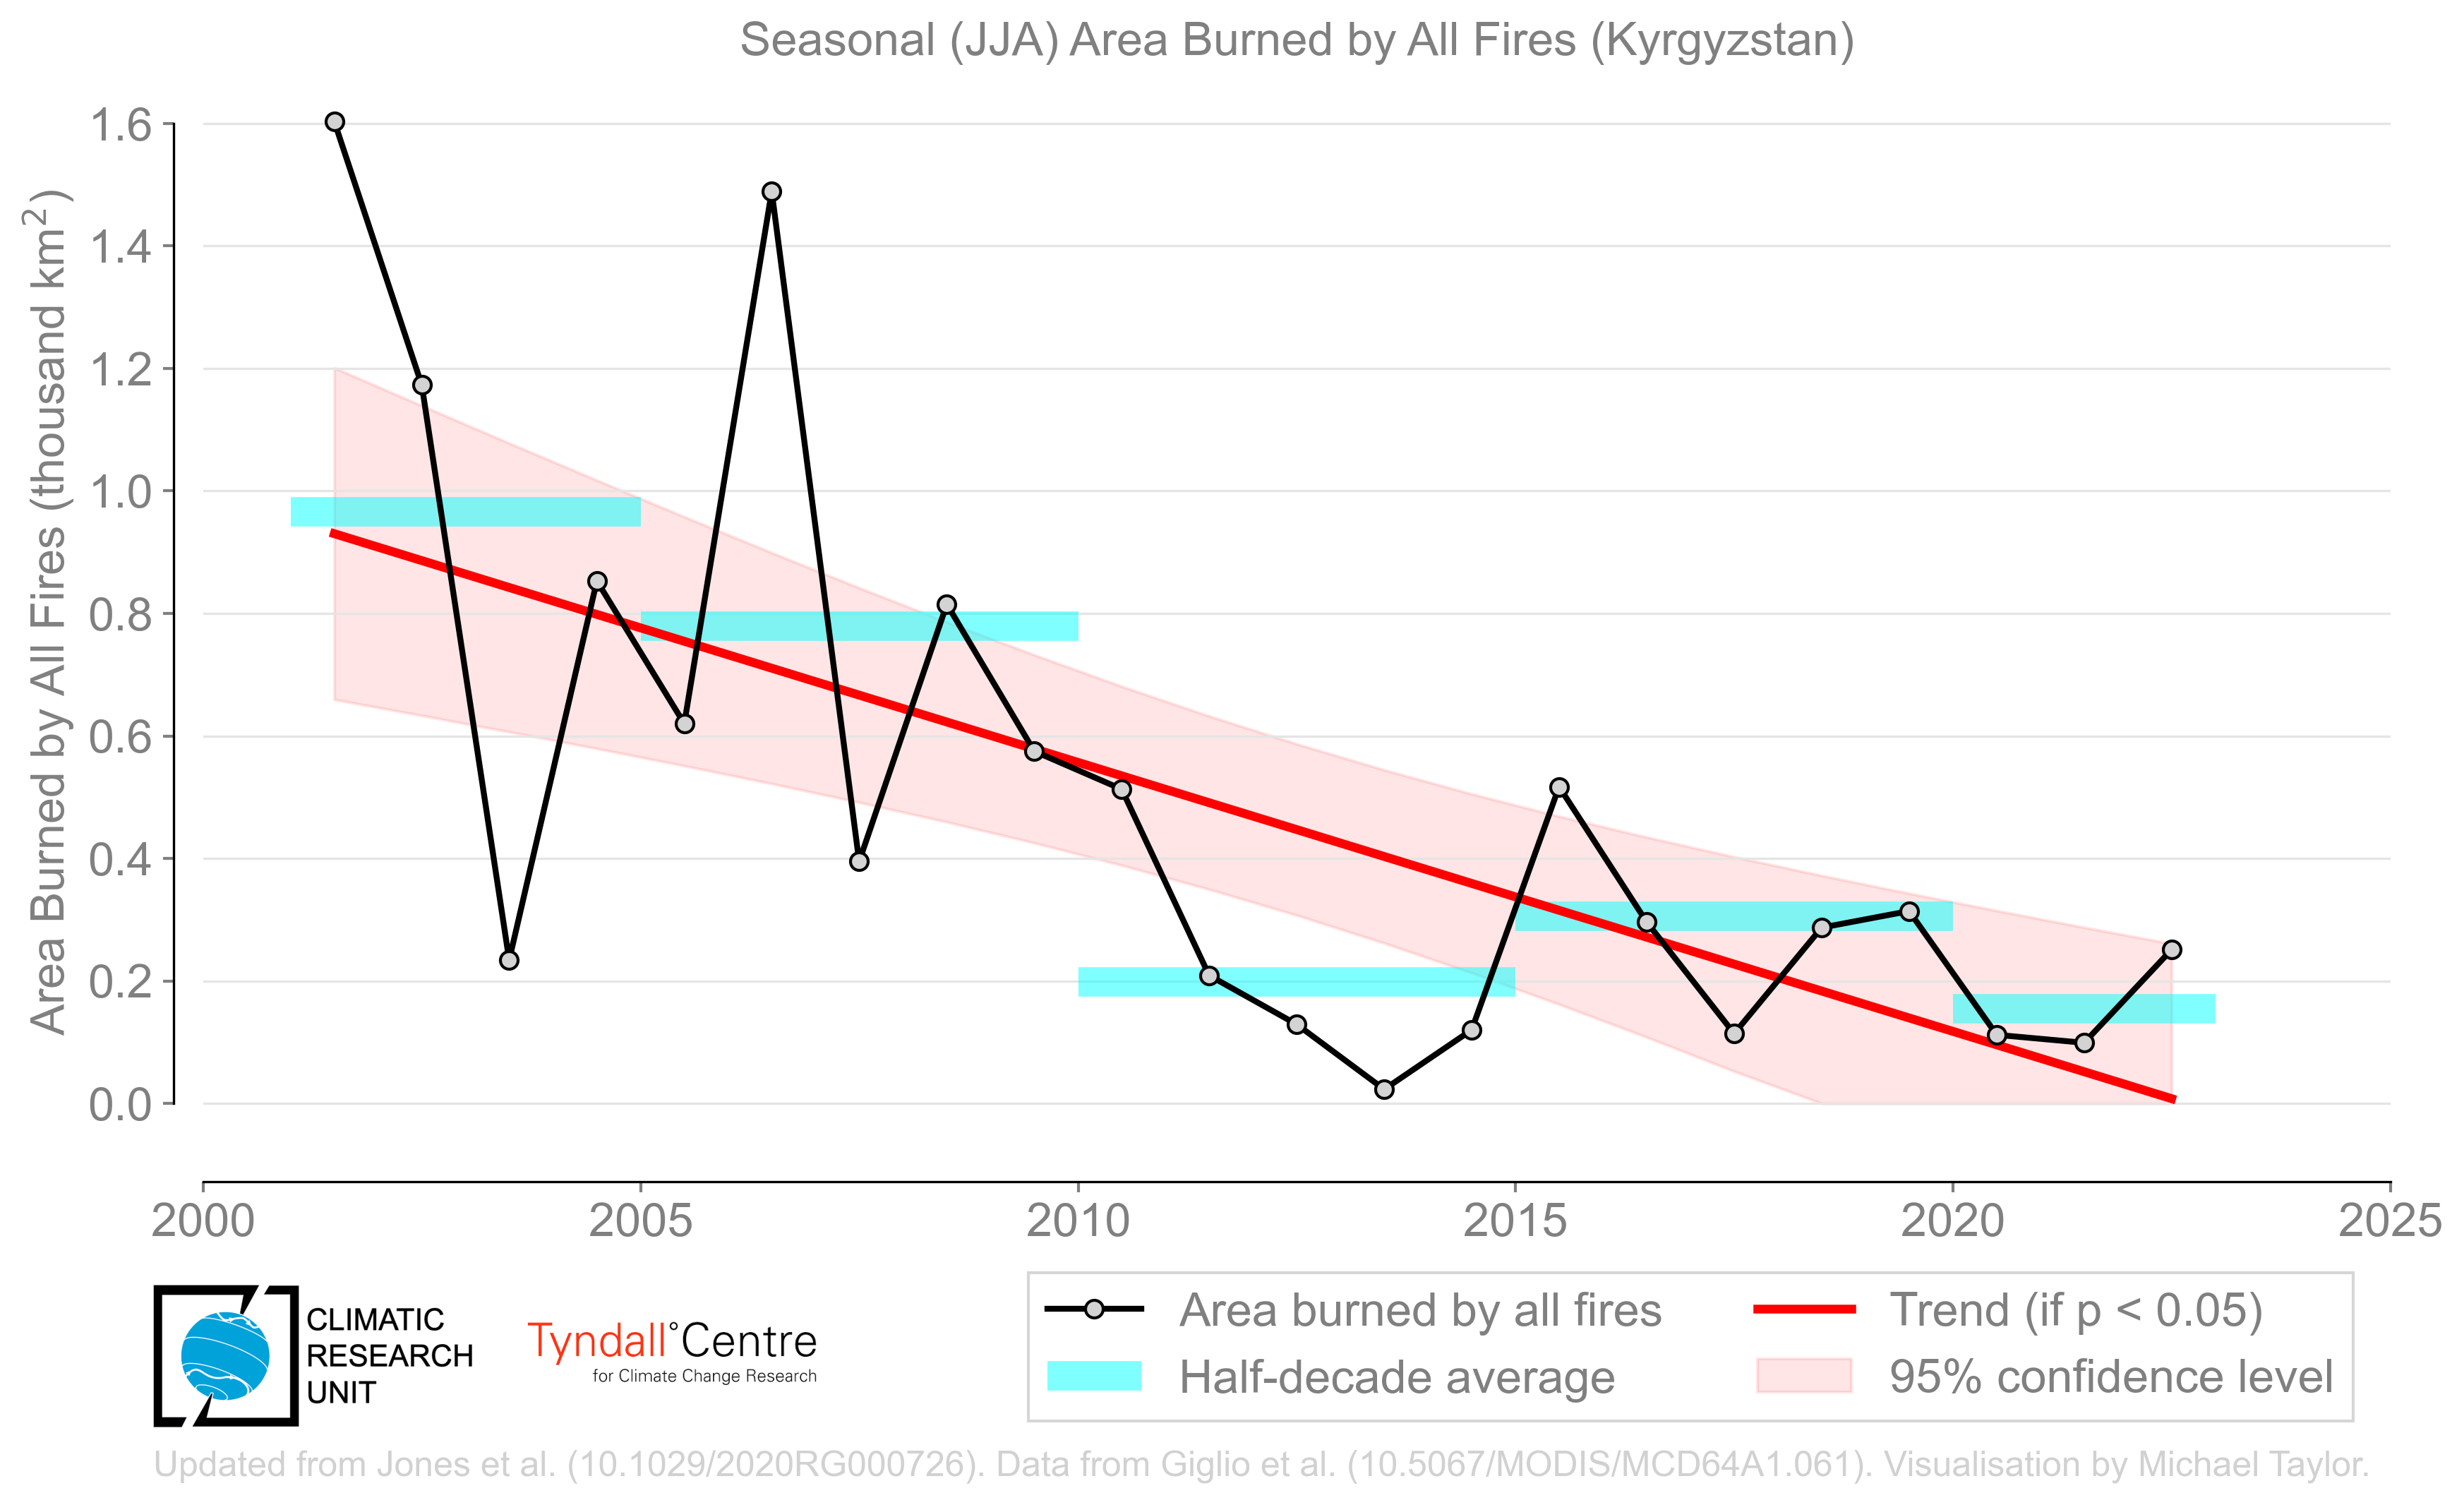 Seasonal (JJA) Area Burned by All Fires (Kyrgyzstan)
Area Burned by All Fires (thousand km²)
1.6
1.4
1.2
1.0
0.8
0.6
0.4
0.2
0.0
2000 2005 2010 2015 2020 2025
CLIMATIC
RESEARCH
UNIT
Tyndall°Centre
for Climate Change Research
Area burned by all fires
Half-decade average
Trend (if p < 0.05)
95% confidence level
Updated from Jones et al. (10.1029/2020RG000726). Data from Giglio et al. (10.5067/MODIS/MCD64A1.061). Visualisation by Michael Taylor.